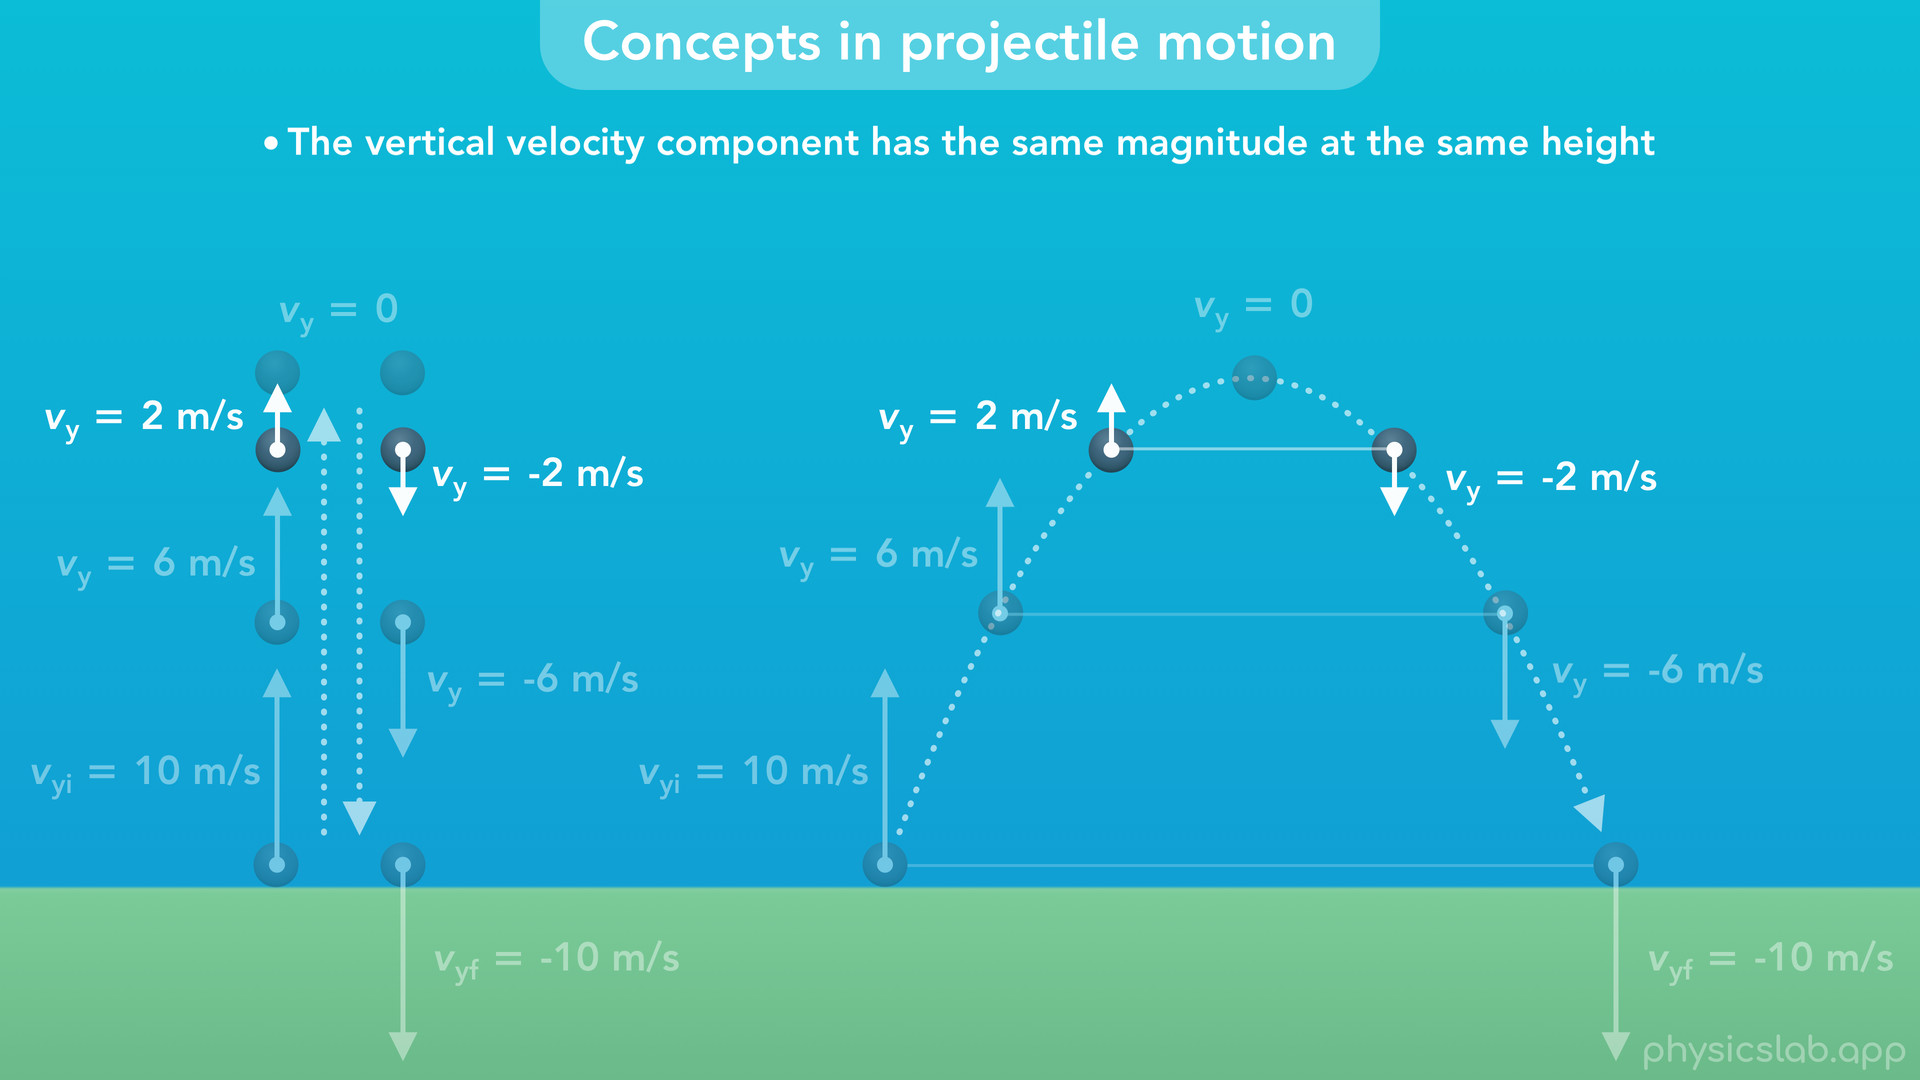 Concepts in projectile motion
• The vertical velocity component has the same magnitude at the same height
vy = 0
vy = 2 m/s
vy = -2 m/s
vy = 6 m/s
vy = -6 m/s
vyi = 10 m/s
vyf = -10 m/s
vy = 0
vy = 2 m/s
vy = -2 m/s
vy = 6 m/s
vy = -6 m/s
vyi = 10 m/s
vyf = -10 m/s
physicslab.app